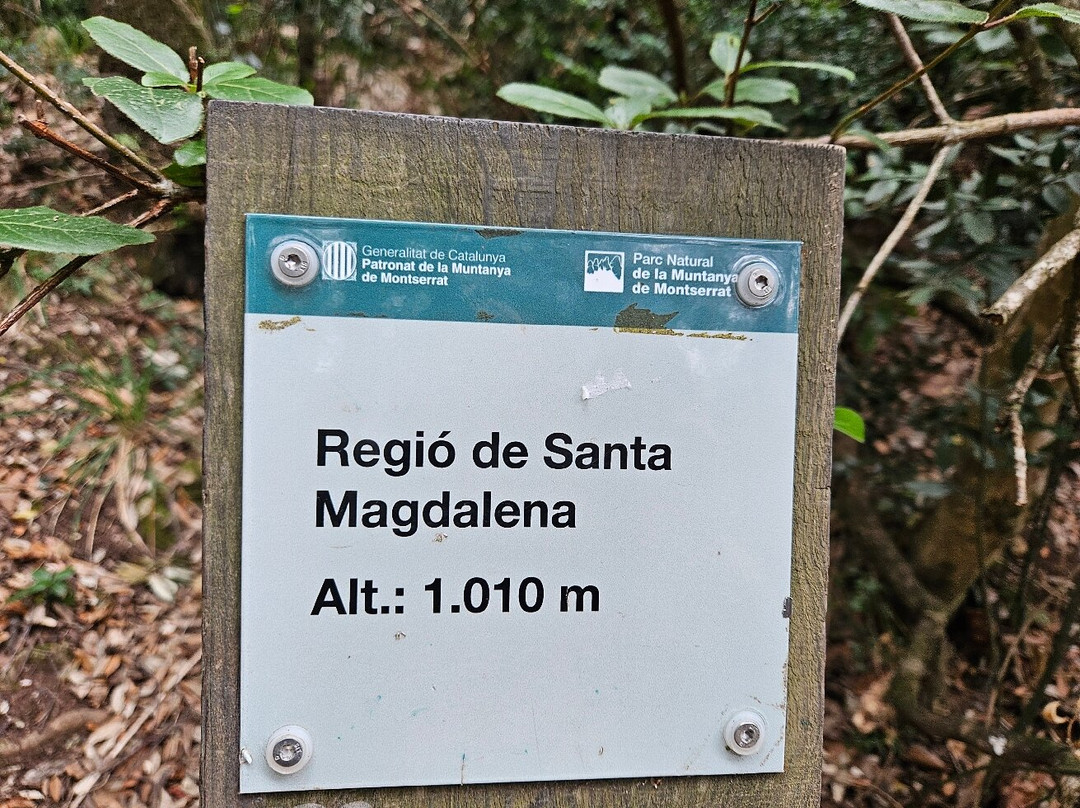 Generalitat de Catalunya
Patronat de la Muntanya
de Montserrat
Parc Natural
de la Muntanya
de Montserrat
Regió de Santa
Magdalena
Alt.: 1.010 m